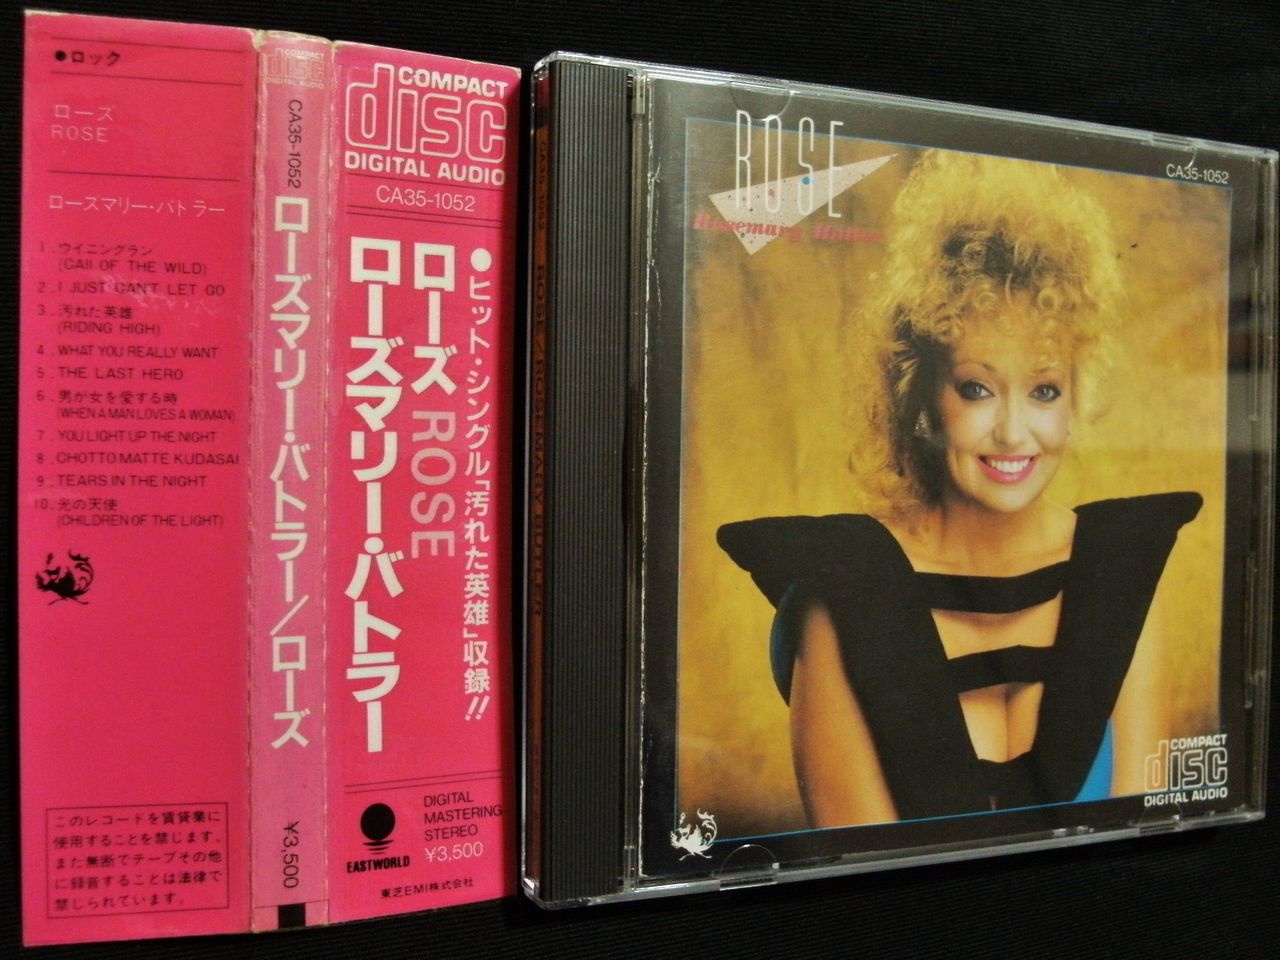 ●ロック
ローズ
ROSE
ローズマリー・バトラー
1. ウイニングラン
(CAll OF THE WILD)
2. I JUST CAN'T LET GO
3. 汚れた英雄
(RIDING HIGH)
4. WHAT YOU REALLY WANT
5. THE LAST HERO
6. 男が女を愛する時
(WHEN A MAN LOVES A WOMAN)
7. YOU LIGHT UP THE NIGHT
8. CHOTTO MATTE KUDASAI
9. TEARS IN THE NIGHT
10. 光の天使
(CHILDREN OF THE LIGHT)
このレコードを賃貸業に
使用することを禁じます。
また無断でテープその他
に録音することは法律で
禁じられています。
COMPACT
disc
DIGITAL AUDIO
CA35-1052
ローズマリー・バトラー/ローズ
¥3,500
COMPACT
disc
DIGITAL AUDIO
CA35-1052
●ヒット・シングル「汚れた英雄」収録!!
ローズ ROSE
ローズマリー・バトラー
EASTWORLD
DIGITAL
MASTERING
STEREO
¥3,500
東芝EMI株式会社
CA35-1052 ROSE/ROSEMARY BUTLER
ROSE
Rosemary Butler
CA35-1052
COMPACT
disc
DIGITAL AUDIO